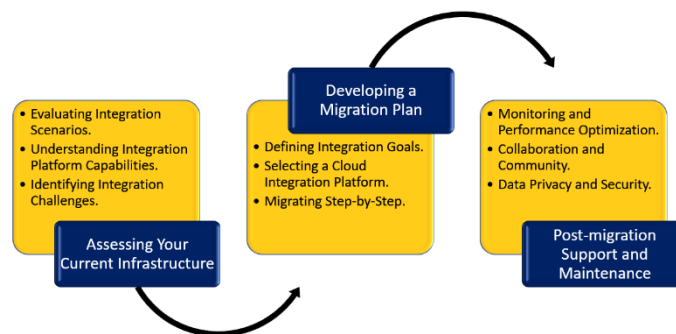 • Evaluating Integration
Scenarios.
• Understanding Integration
Platform Capabilities.
• Identifying Integration
Challenges.
Assessing Your
Current Infrastructure
Developing a
Migration Plan
• Defining Integration Goals.
• Selecting a Cloud
Integration Platform.
• Migrating Step-by-Step.
• Monitoring and
Performance Optimization.
• Collaboration and
Community.
• Data Privacy and Security.
Post-migration
Support and
Maintenance